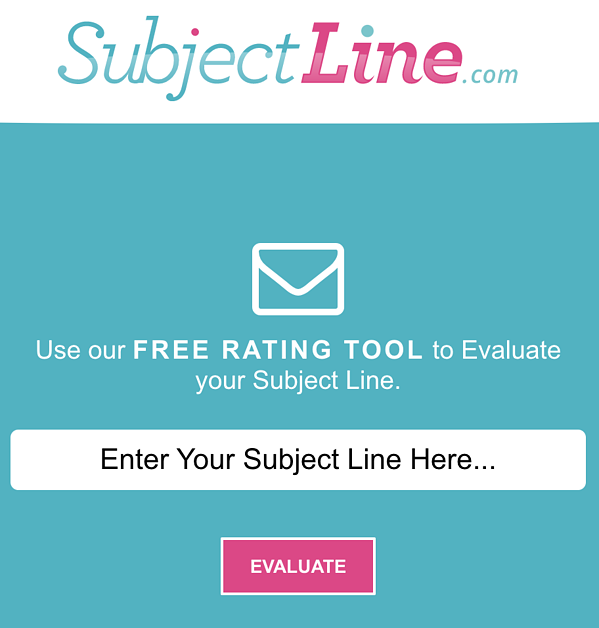 SubjectLine.com
Use our FREE RATING TOOL to Evaluate
your Subject Line.
Enter Your Subject Line Here...
EVALUATE